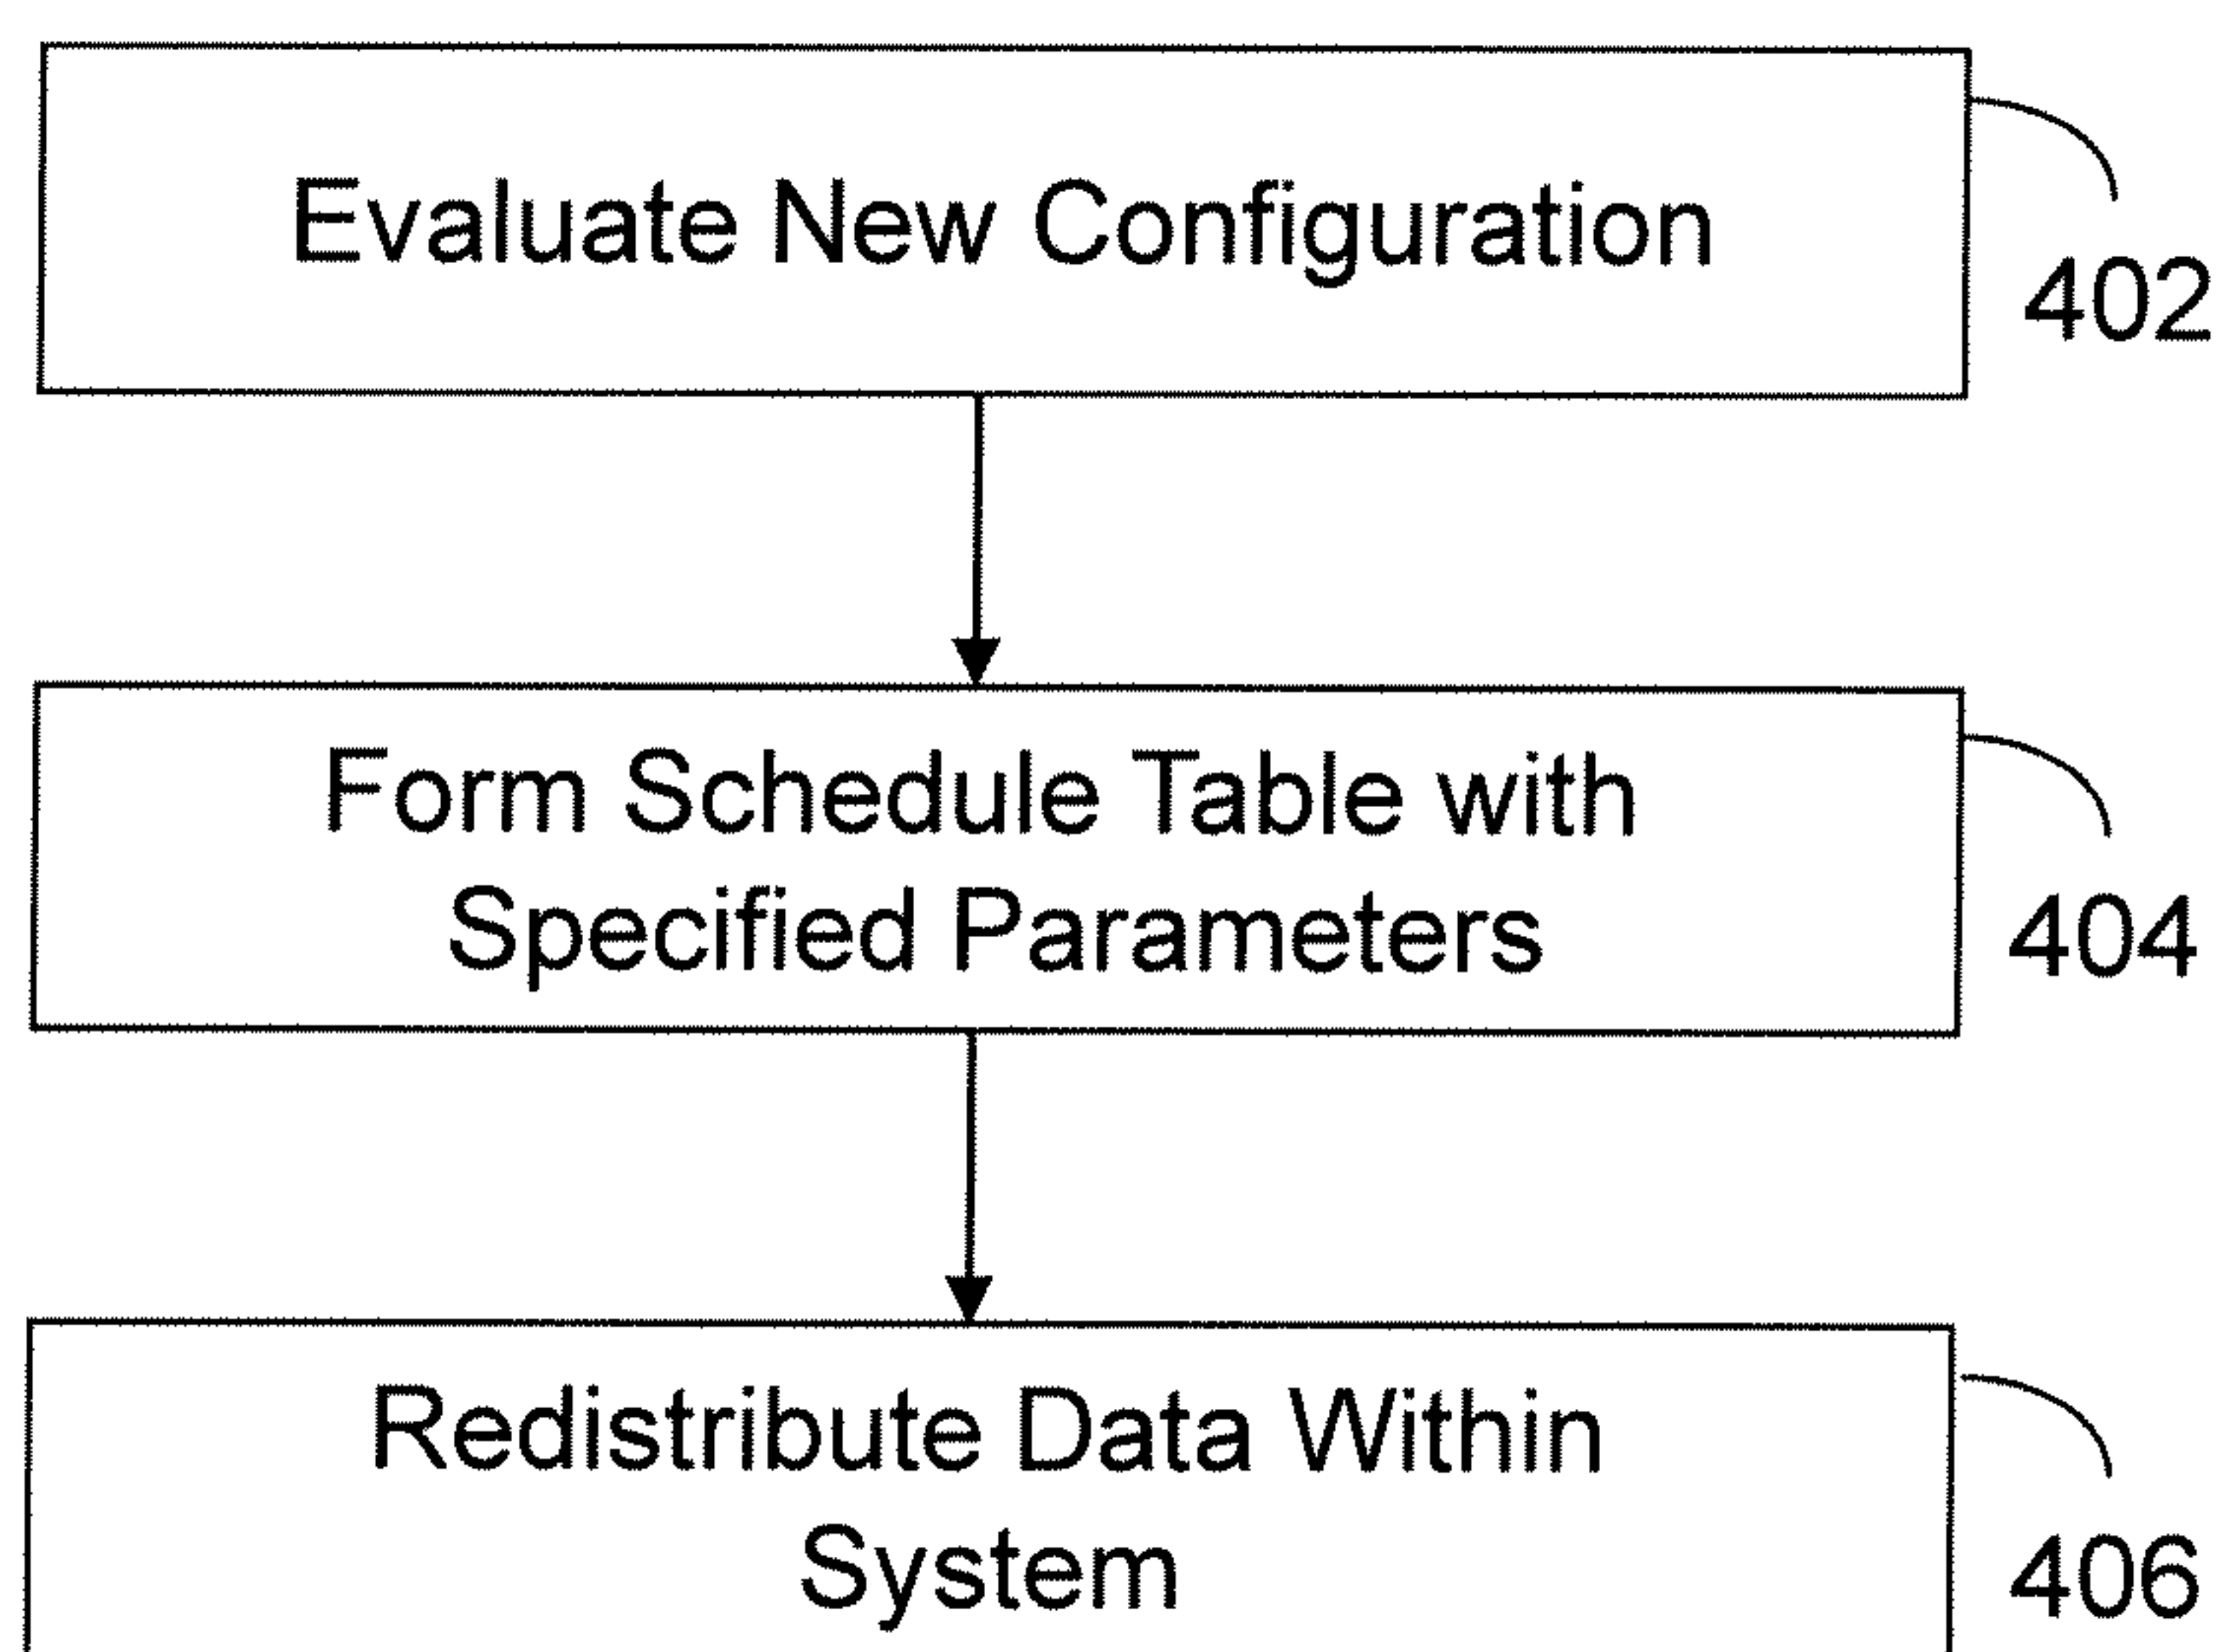 Evaluate New Configuration
402
Form Schedule Table with
Specified Parameters
404
Redistribute Data Within
System
406